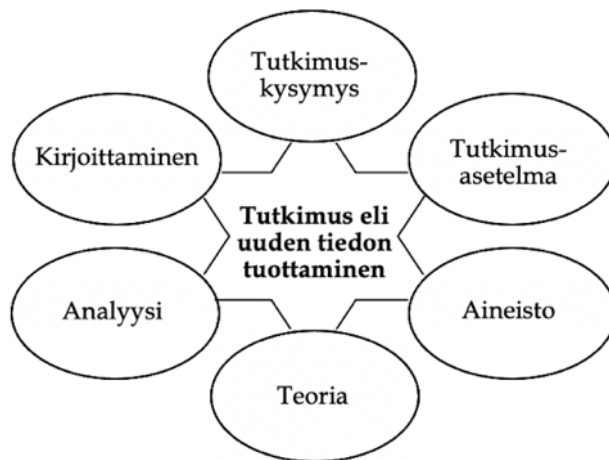 Tutkimus-
kysymys
Kirjoittaminen
Tutkimus-
asetelma
Tutkimus eli
uuden tiedon
tuottaminen
Analyysi
Aineisto
Teoria